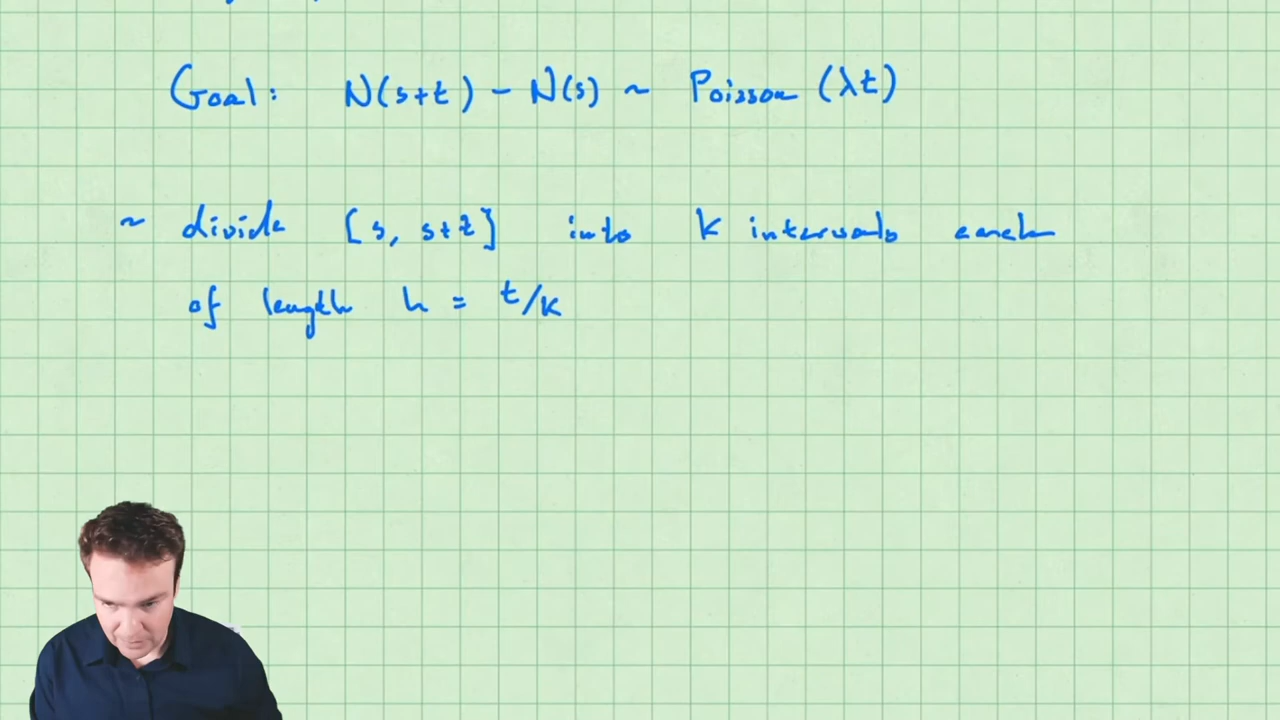 Goal: N(s+t) - N(s) ~ Poisson (λt)
~ divide [s, s+t] into k intervals each
of length h = t/k